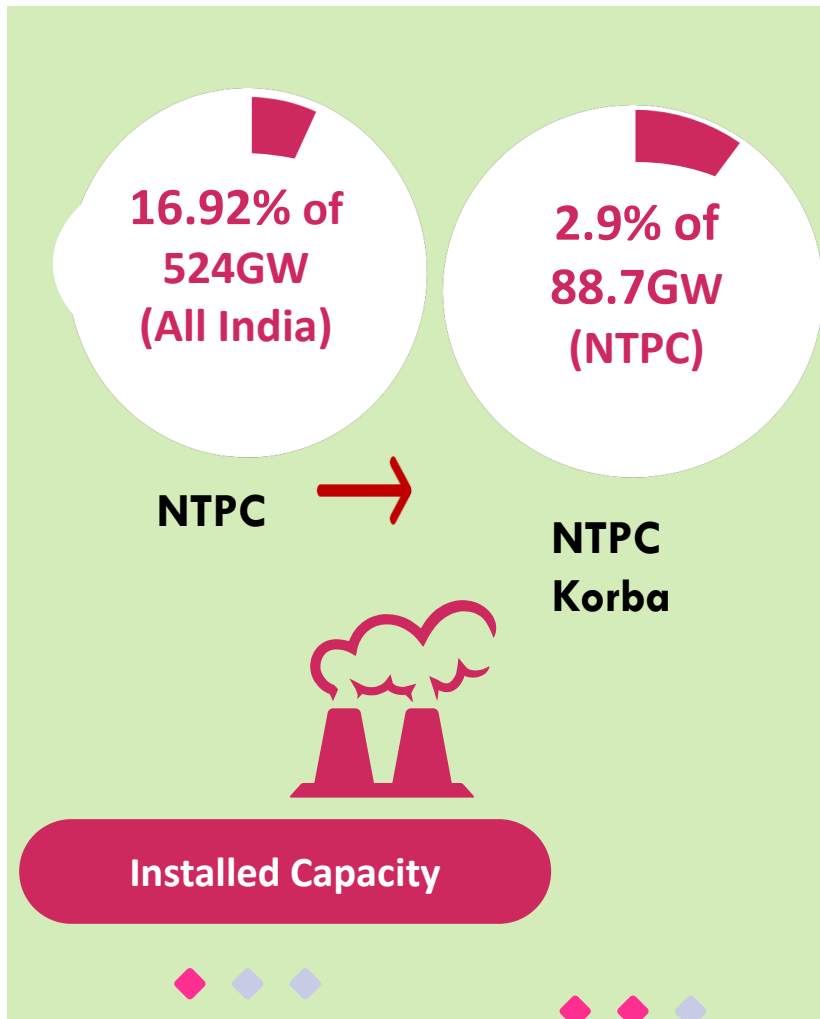 16.92% of
524GW
(All India)
NTPC
2.9% of
88.7GW
(NTPC)
NTPC
Korba
Installed Capacity